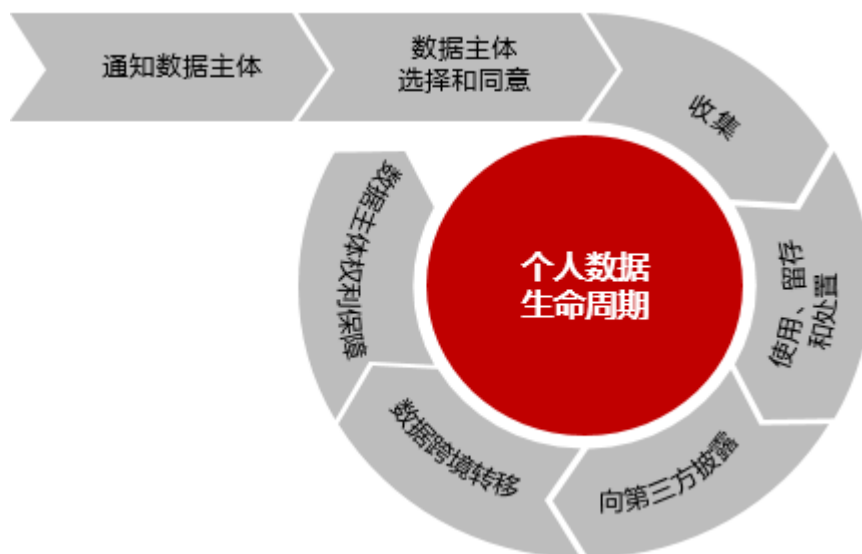 通知数据主体
数据主体
选择和同意
收集
使用、留存
和处置
向第三方披露
数据跨境转移
数据主体权利保障
个人数据
生命周期